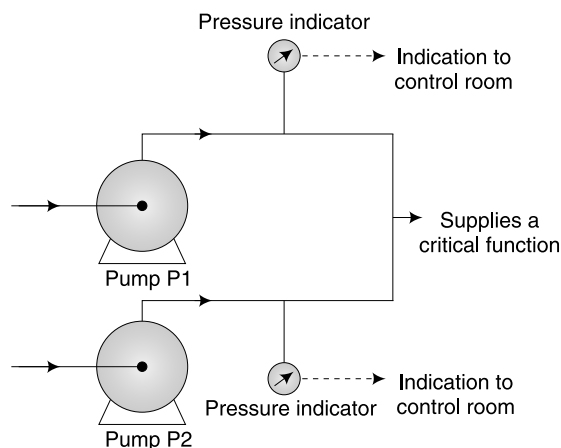 Pressure indicator
Indication to
control room
Supplies a
critical function
Pump P1
Indication to
control room
Pressure indicator
Pump P2